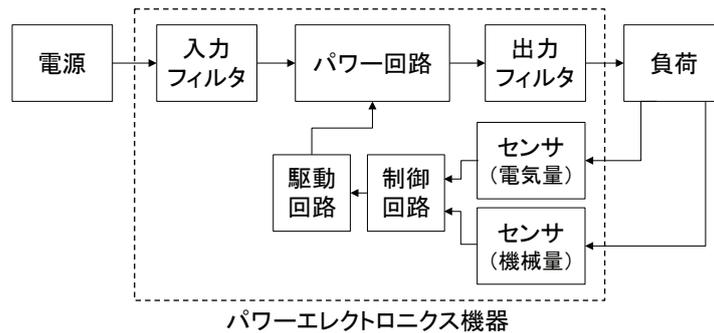 電源
入力
フィルタ
パワー回路
出力
フィルタ
負荷
駆動
回路
制御
回路
センサ
(電気量)
センサ
(機械量)
パワーエレクトロニクス機器